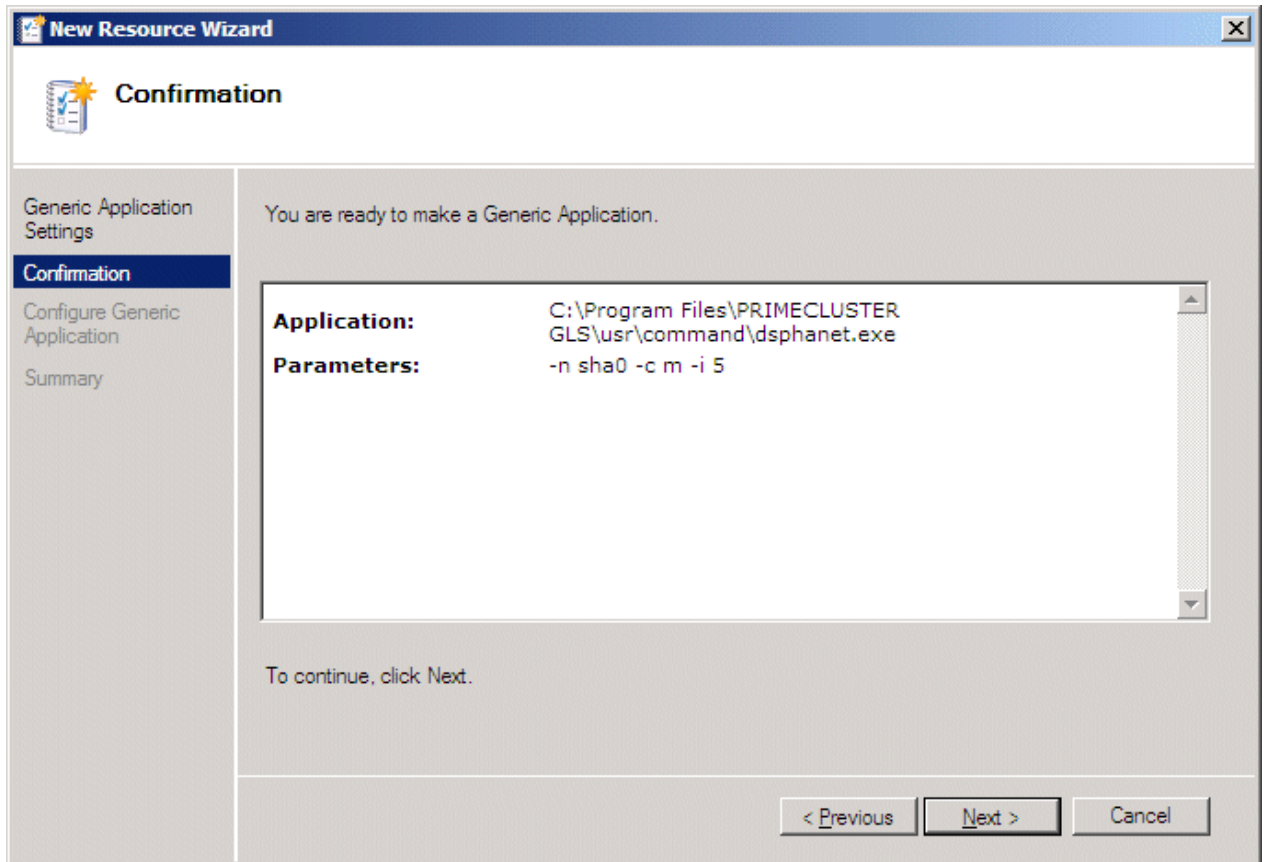 New Resource Wizard
Confirmation
Generic Application
Settings
Confirmation
Configure Generic
Application
Summary
You are ready to make a Generic Application.
Application: C:\Program Files\PRIMECLUSTER
GLS\usr\command\dsphanet.exe
Parameters: -n sha0 -c m -i 5
To continue, click Next.
< Previous
Next >
Cancel